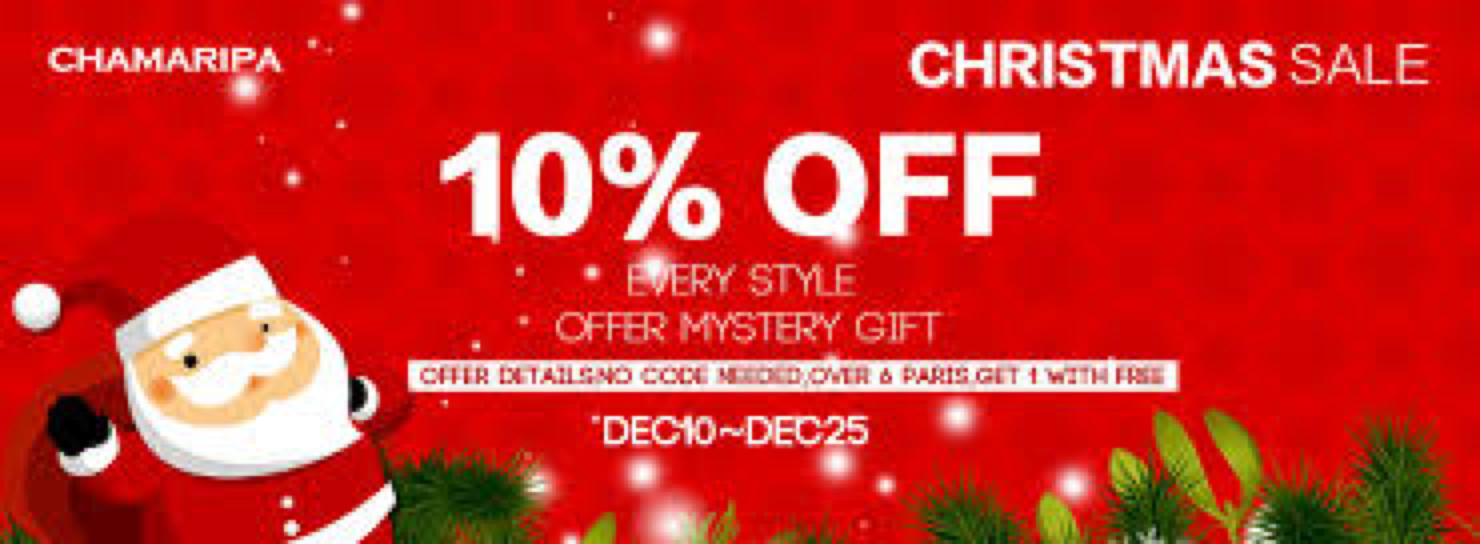 CHAMARIPA
CHRISTMAS SALE
10% OFF
EVERY STYLE
OFFER MYSTERY GIFT
OFFER DETAILS:NO CODE NEEDED,OVER 6 PARIS,GET 1 WITH FREE
*DEC10~DEC25